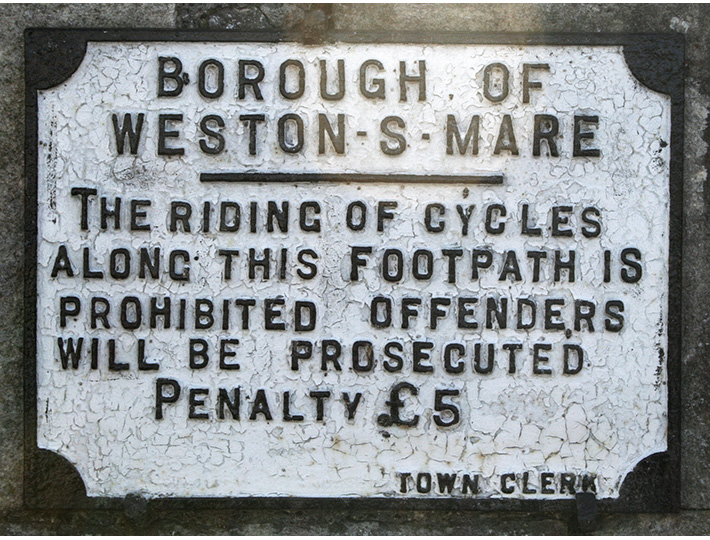 BOROUGH OF
WESTON-S-MARE
THE RIDING OF CYCLES
ALONG THIS FOOTPATH IS
PROHIBITED OFFENDERS
WILL BE PROSECUTED
PENALTY £5
TOWN CLERK